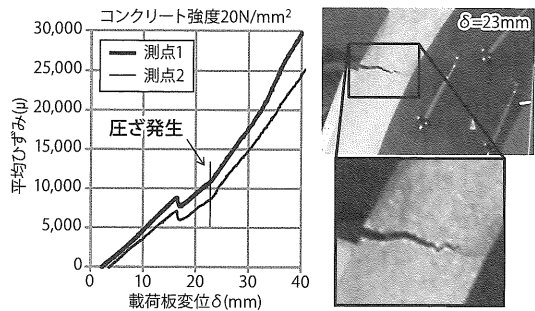 コンクリート強度20N/mm²
30,000
25,000
20,000
15,000
10,000
5,000
0
平均ひずみ(μ)
測点1
測点2
圧ざ発生
0 10 20 30 40
載荷板変位δ(mm)
δ=23mm